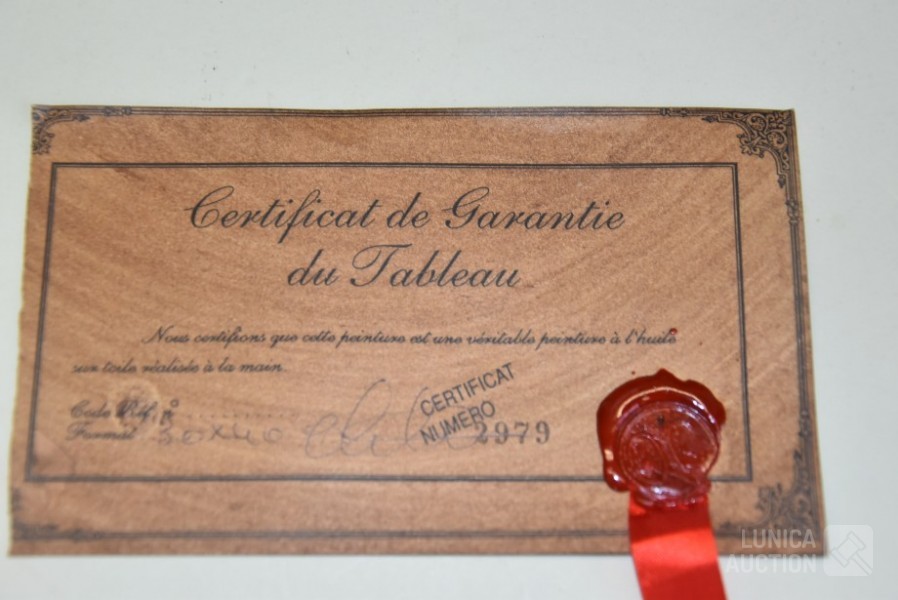 Certificat de Garantie
du Tableau
Nous certifions que cette peinture est une véritable peinture à l'huile
sur toile réalisée à la main.
Code Réf. n°
Format 30x40
CERTIFICAT
NUMERO
2979
LUNICA
AUCTION